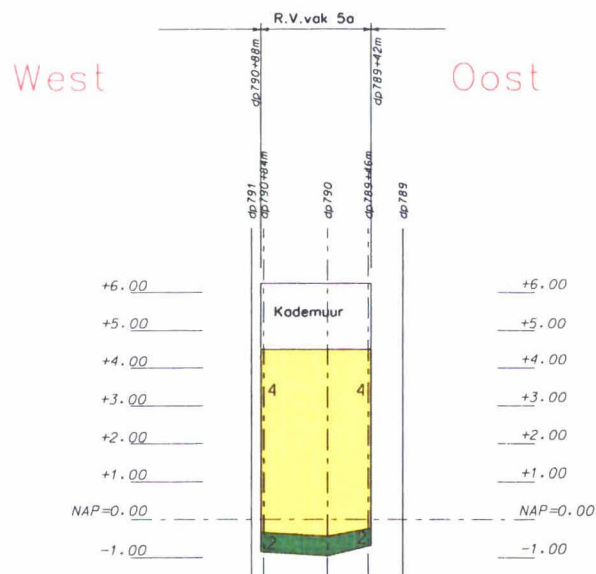 R.V.vak 5a
West
dp790+88m
dp789+42m
Oost
dp791
dp790+84m
dp790
dp789+46m
dp789
+6.00
+6.00
Kademuur
+5.00
+5.00
+4.00
+4.00
4
4
+3.00
+3.00
+2.00
+2.00
+1.00
+1.00
NAP=0.00
NAP=0.00
2
2
-1.00
-1.00